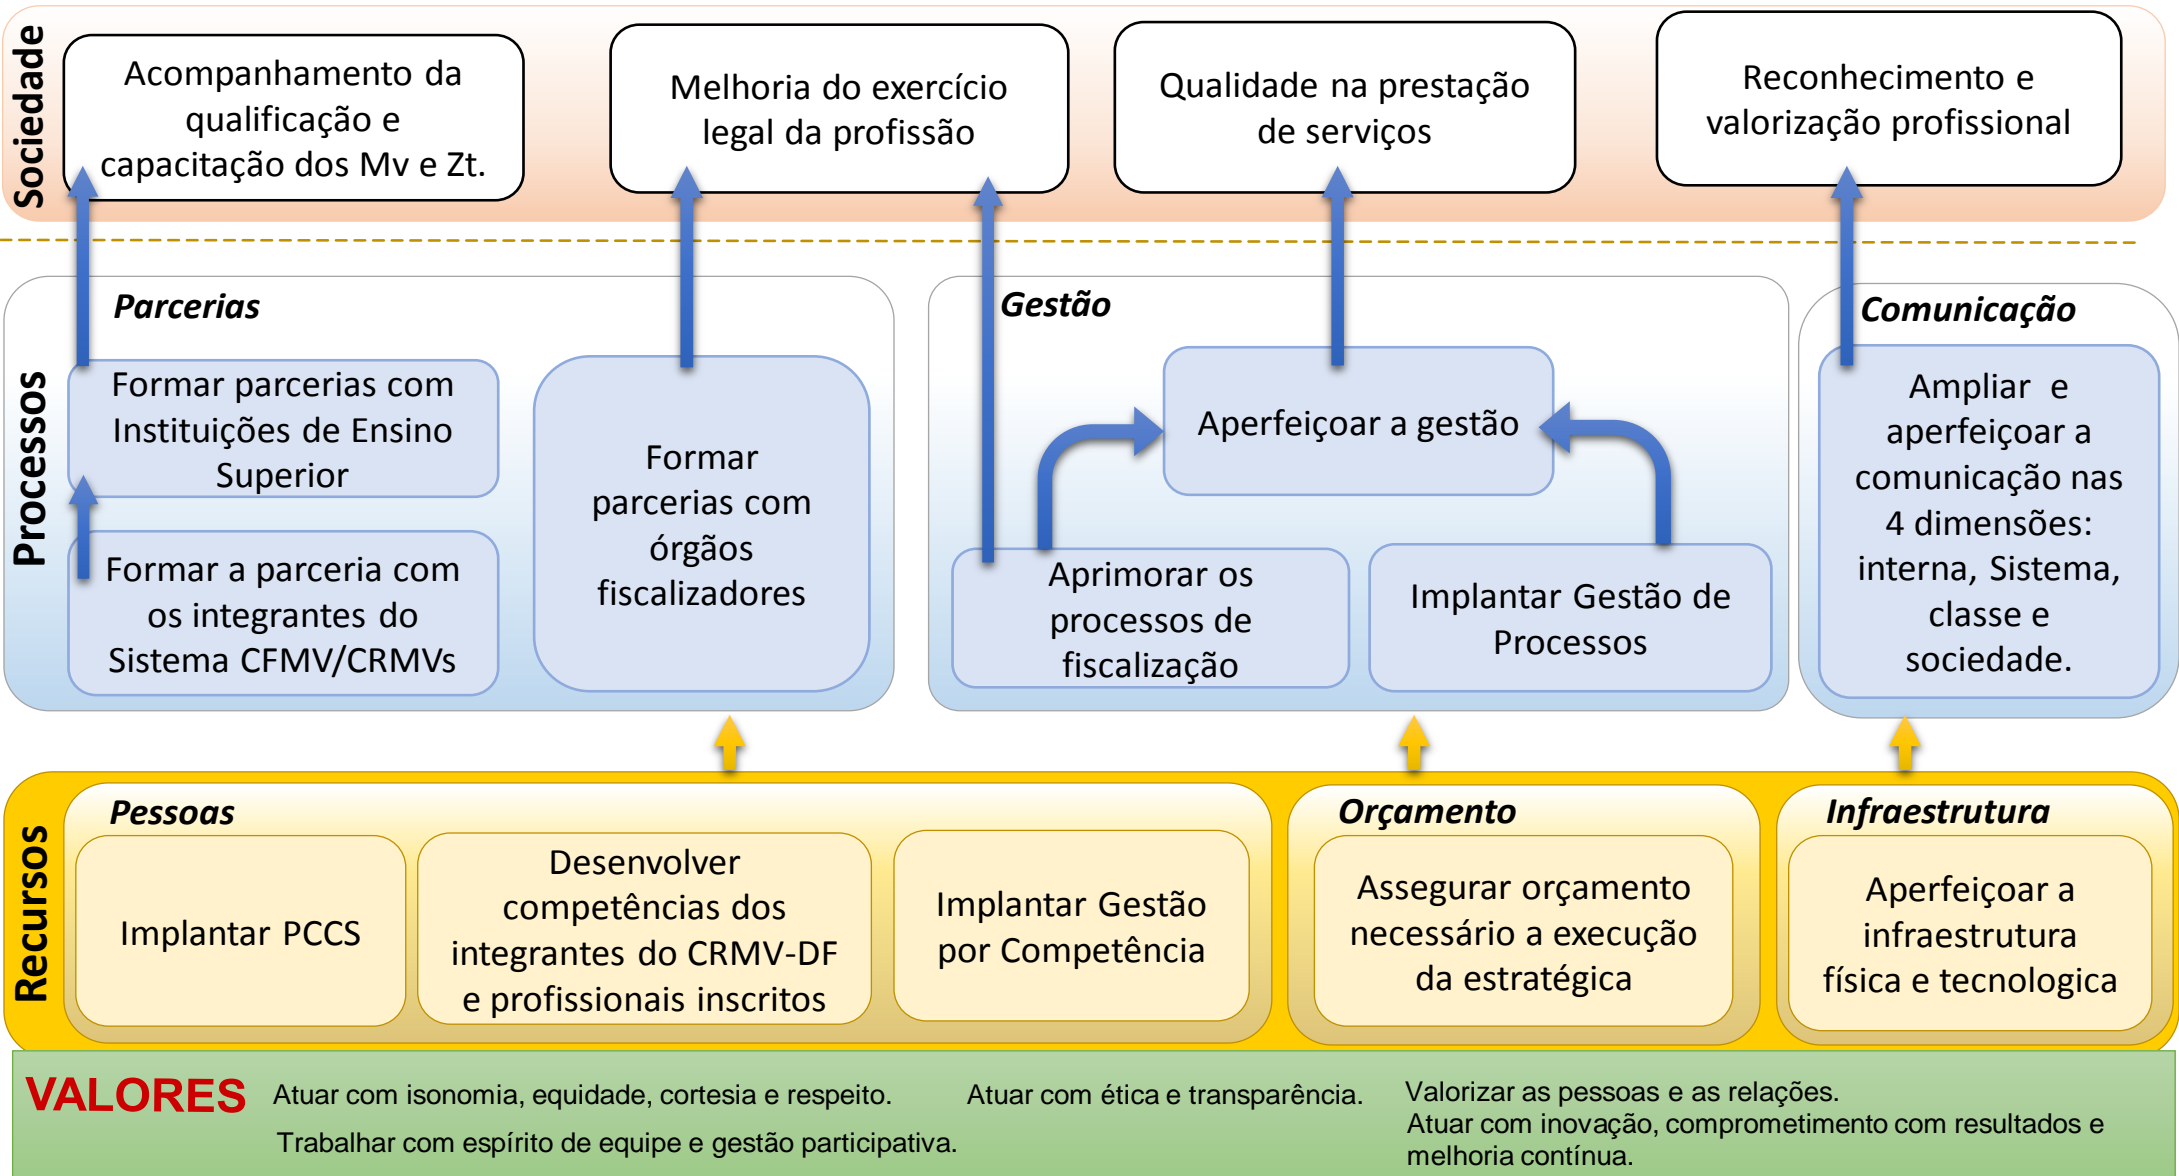 Sociedade
Acompanhamento da
qualificação e
capacitação dos Mv e Zt.
Melhoria do exercício
legal da profissão
Qualidade na prestação
de serviços
Reconhecimento e
valorização profissional
Processos
Parcerias
Formar parcerias com
Instituições de Ensino
Superior
Formar a parceria com
os integrantes do
Sistema CFMV/CRMVs
Formar
parcerias com
órgãos
fiscalizadores
Gestão
Aperfeiçoar a gestão
Aprimorar os
processos de
fiscalização
Implantar Gestão de
Processos
Comunicação
Ampliar e
aperfeiçoar a
comunicação nas
4 dimensões:
interna, Sistema,
classe e
sociedade.
Recursos
Pessoas
Implantar PCCS
Desenvolver
competências dos
integrantes do CRMV-DF
e profissionais inscritos
Implantar Gestão
por Competência
Orçamento
Assegurar orçamento
necessário a execução
da estratégica
Infraestrutura
Aperfeiçoar a
infraestrutura
física e tecnologica
VALORES
Atuar com isonomia, equidade, cortesia e respeito.
Trabalhar com espírito de equipe e gestão participativa.
Atuar com ética e transparência.
Valorizar as pessoas e as relações.
Atuar com inovação, comprometimento com resultados e
melhoria contínua.